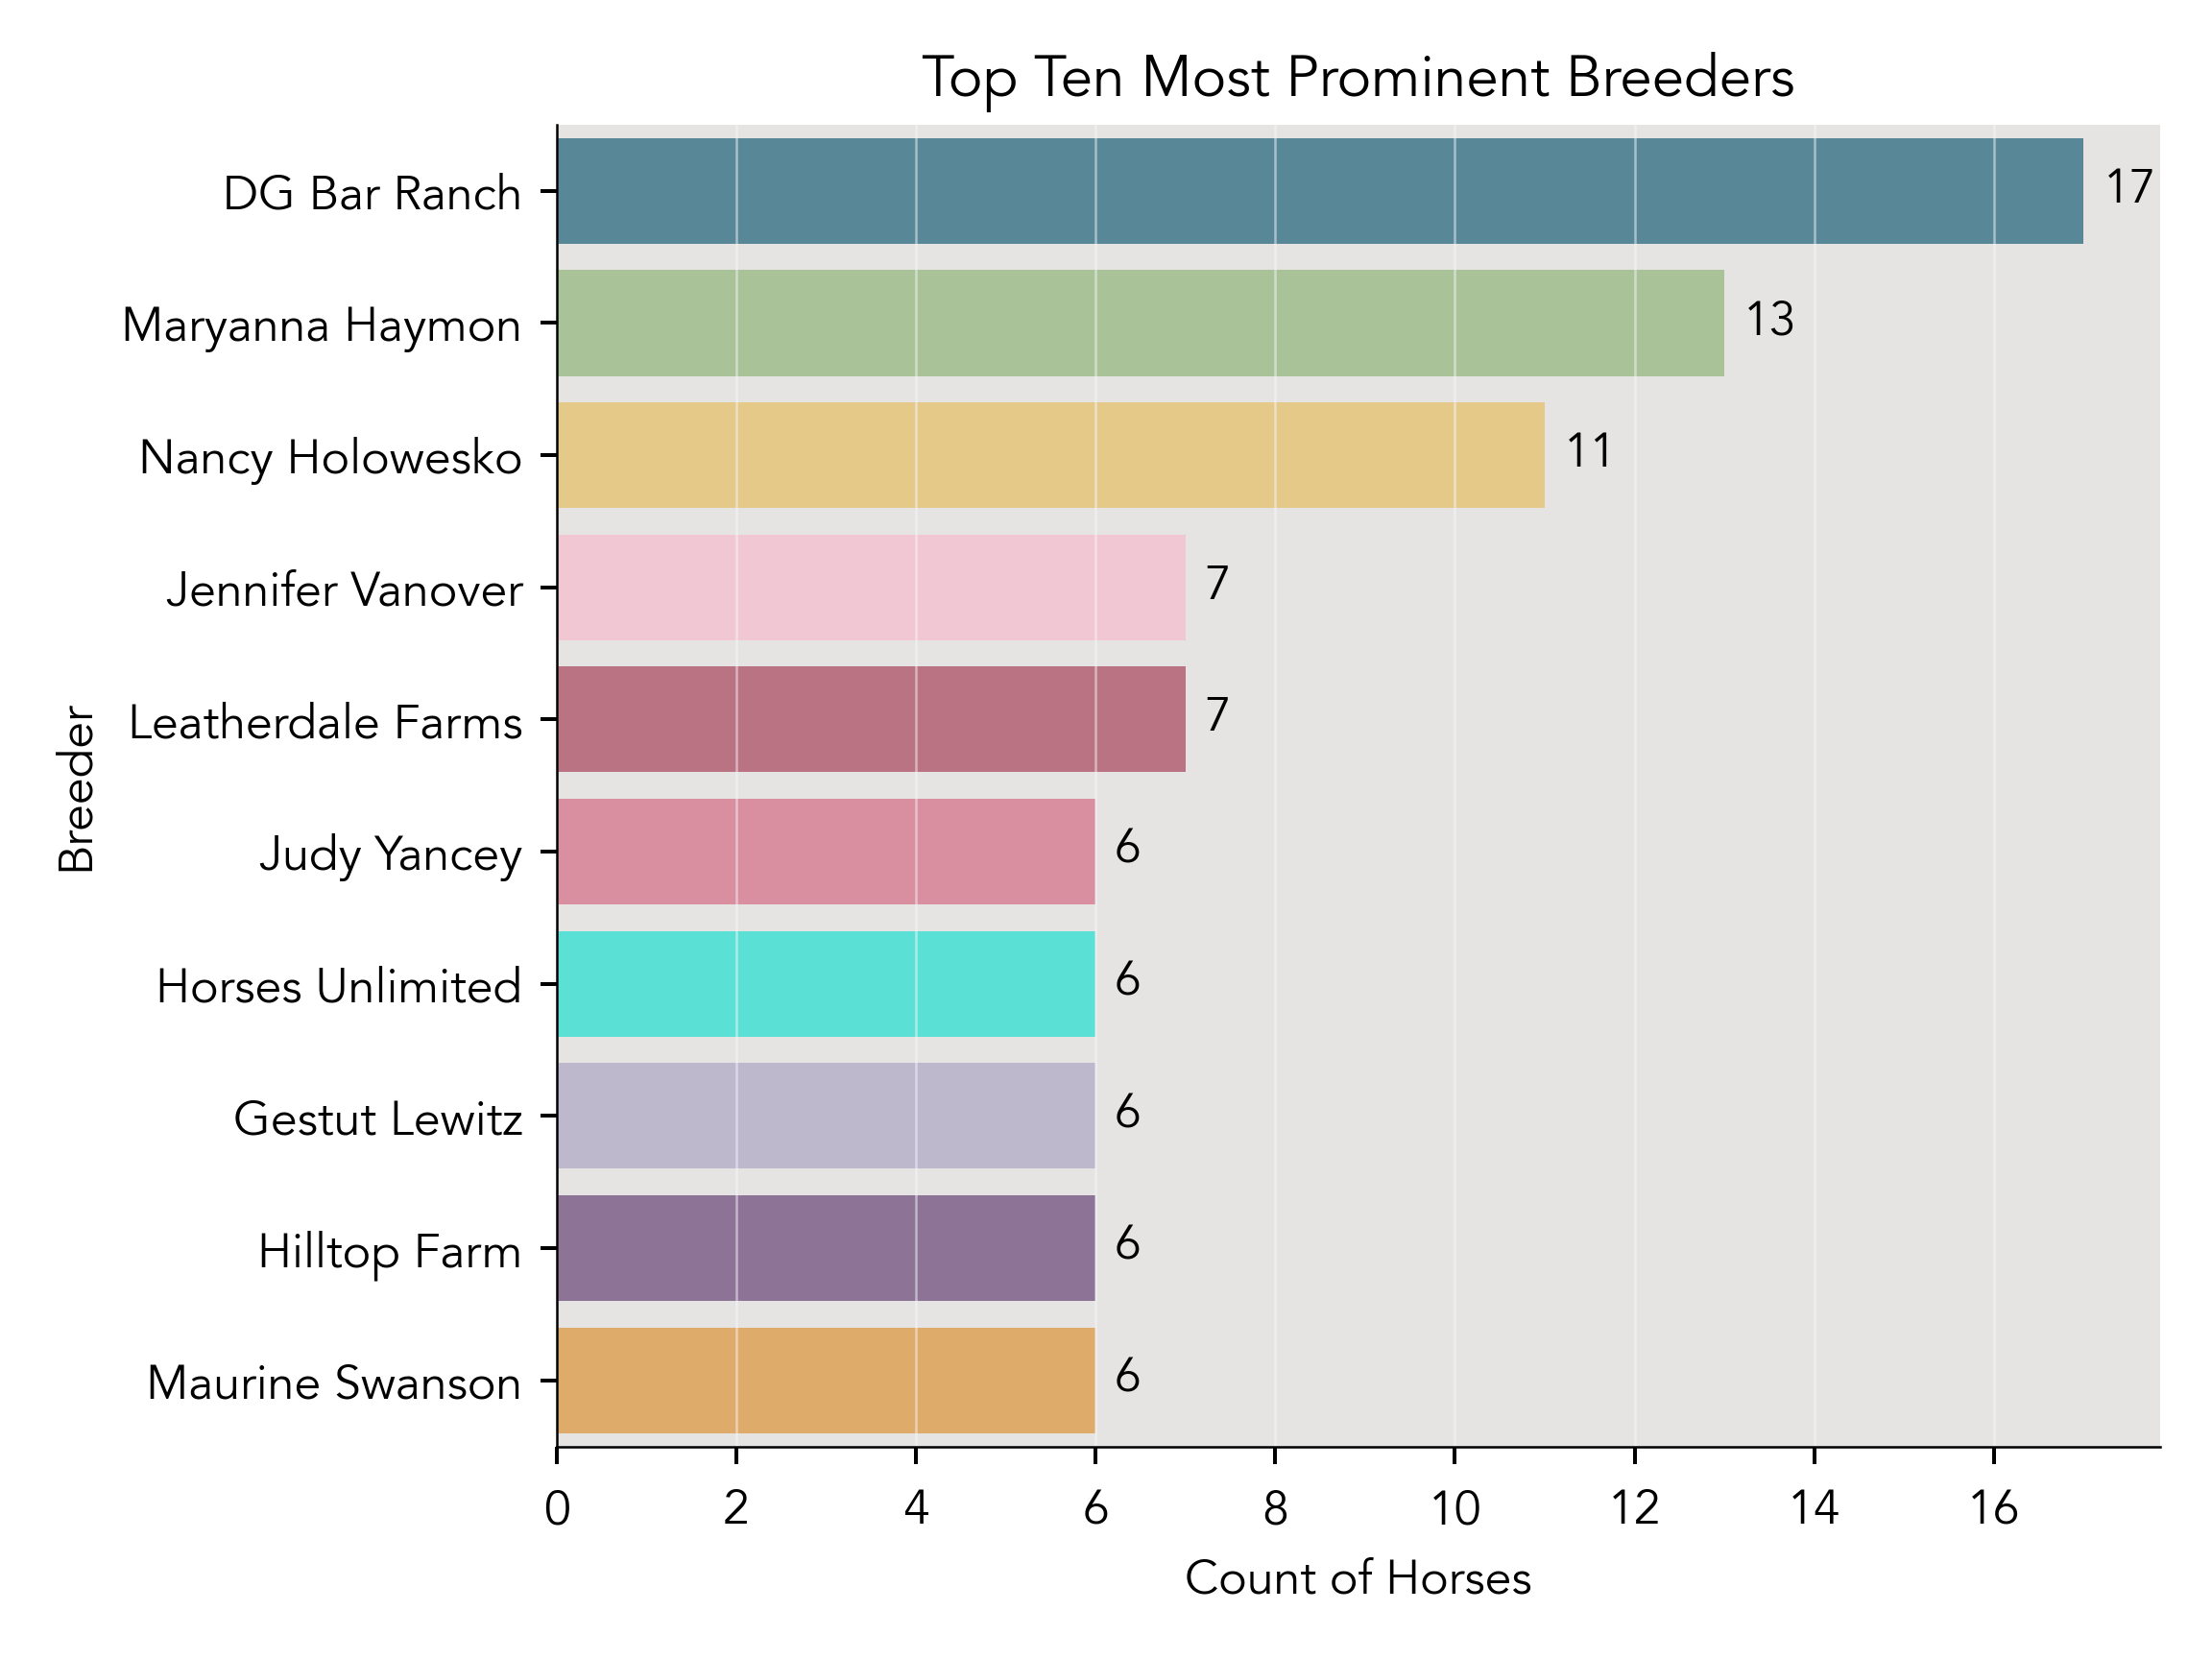 Top Ten Most Prominent Breeders
DG Bar Ranch 17
Maryanna Haymon 13
Nancy Holowesko 11
Jennifer Vanover 7
Leatherdale Farms 7
Judy Yancey 6
Horses Unlimited 6
Gestut Lewitz 6
Hilltop Farm 6
Maurine Swanson 6
Breeder
0 2 4 6 8 10 12 14 16
Count of Horses